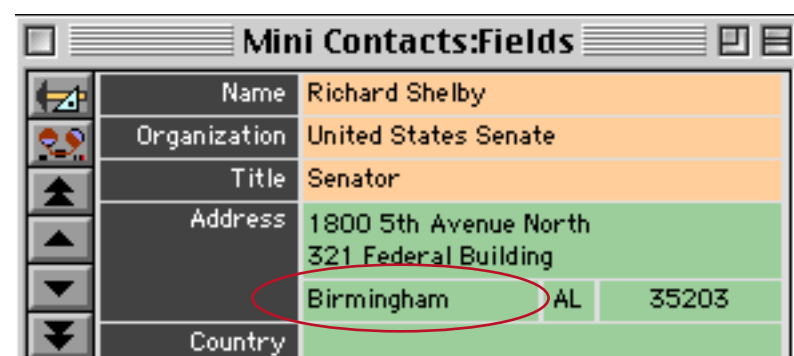 Mini Contacts:Fields
Name Richard Shelby
Organization United States Senate
Title Senator
Address 1800 5th Avenue North
321 Federal Building
Birmingham AL 35203
Country